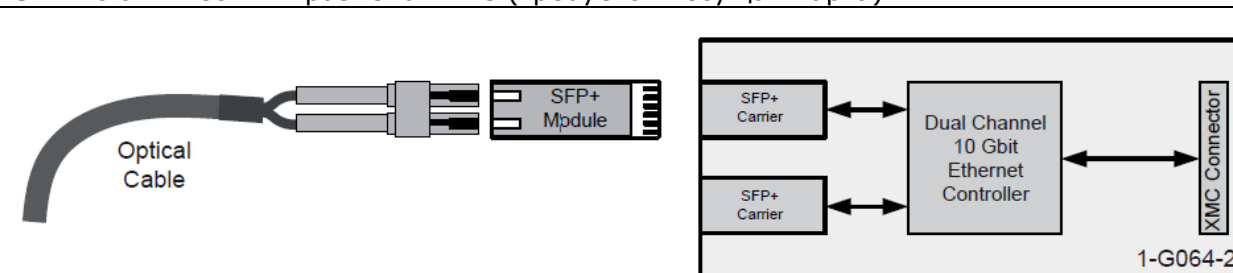 SFP+
Module
Optical
Cable
SFP+
Carrier
SFP+
Carrier
Dual Channel
10 Gbit
Ethernet
Controller
XMC Connector
1-G064-2